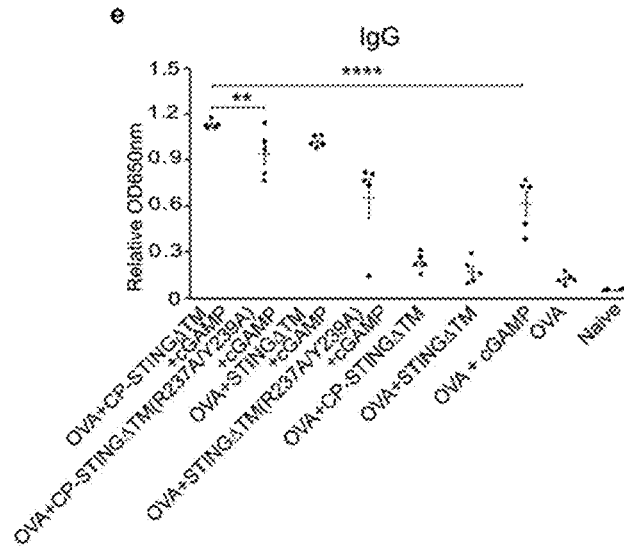 e
IgG
1.5
****
**
1.2
0.9
0.6
0.3
0
Relative OD650nm
OVA+CP-STINGΔTM
+cGAMP
OVA+CP-STINGΔTM(R237A/Y239A)
+cGAMP
OVA+STINGΔTM
+cGAMP
OVA+STINGΔTM(R237A/Y239A)
+cGAMP
OVA+CP-STINGΔTM
OVA+STINGΔTM
OVA + cGAMP
OVA
Naive